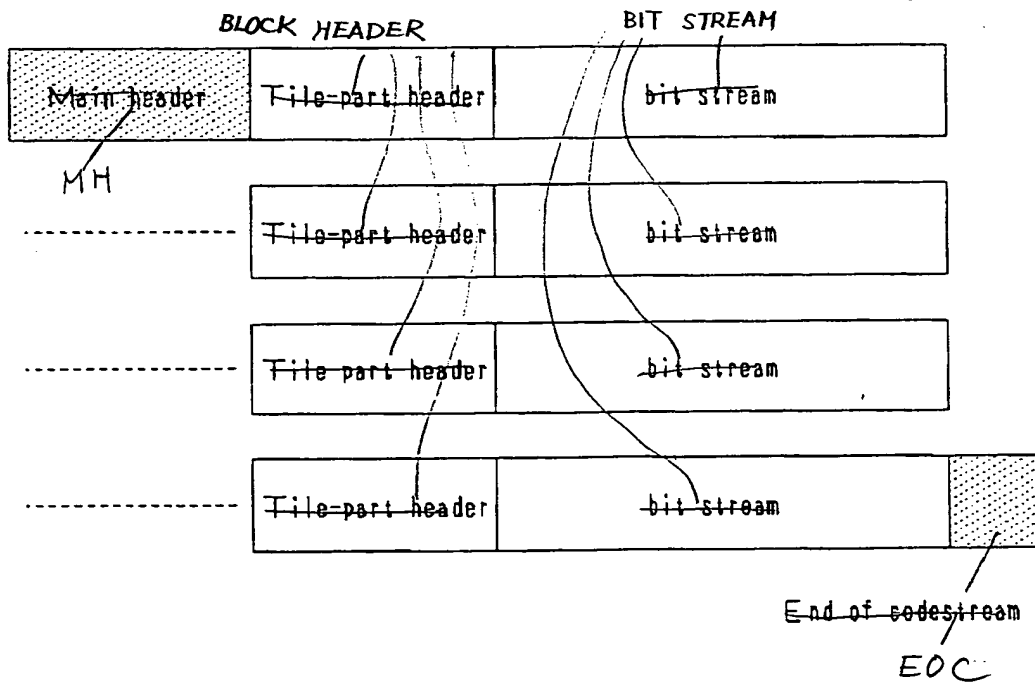 BLOCK HEADER
BIT STREAM
Main header
Tile-part header
bit stream
MH
Tile-part header
bit stream
Tile part header
bit stream
Tile-part header
bit stream
End of codestream
EOC